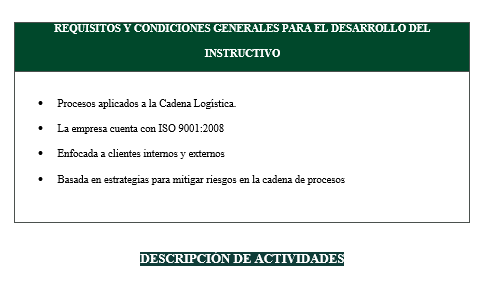 REQUISITOS Y CONDICIONES GENERALES PARA EL DESARROLLO DEL
INSTRUCTIVO
• Procesos aplicados a la Cadena Logística.
• La empresa cuenta con ISO 9001:2008
• Enfocada a clientes internos y externos
• Basada en estrategias para mitigar riesgos en la cadena de procesos
DESCRIPCIÓN DE ACTIVIDADES